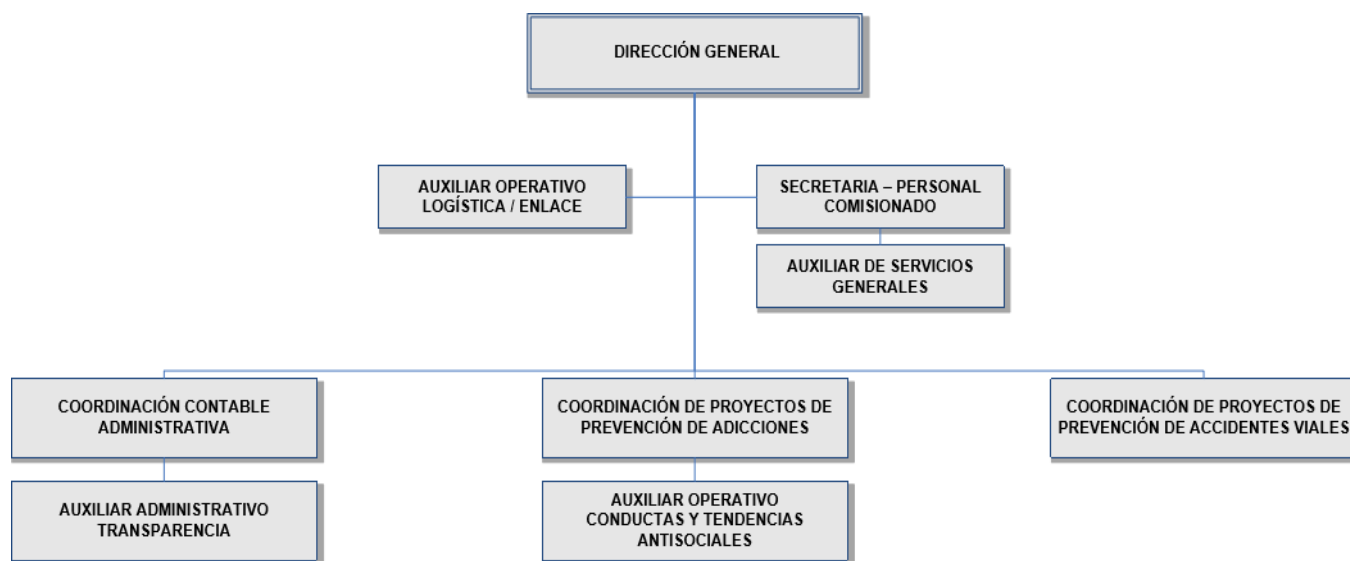 DIRECCIÓN GENERAL
AUXILIAR OPERATIVO
LOGÍSTICA / ENLACE
SECRETARIA – PERSONAL
COMISIONADO
AUXILIAR DE SERVICIOS
GENERALES
COORDINACIÓN CONTABLE
ADMINISTRATIVA
COORDINACIÓN DE PROYECTOS DE
PREVENCIÓN DE ADICCIONES
COORDINACIÓN DE PROYECTOS DE
PREVENCIÓN DE ACCIDENTES VIALES
AUXILIAR ADMINISTRATIVO
TRANSPARENCIA
AUXILIAR OPERATIVO
CONDUCTAS Y TENDENCIAS
ANTISOCIALES